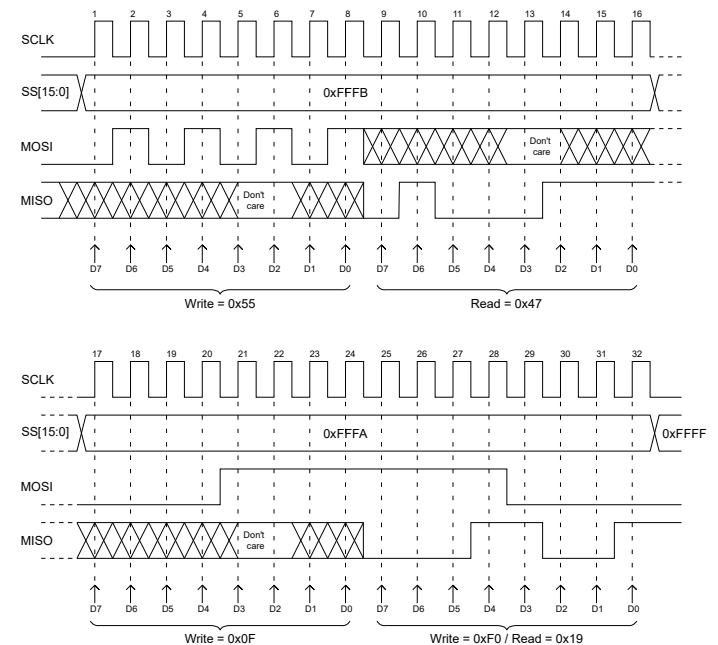 1 2 3 4 5 6 7 8 9 10 11 12 13 14 15 16
SCLK
SS[15:0] 0xFFFB
MOSI Don't care
MISO Don't care
D7 D6 D5 D4 D3 D2 D1 D0 D7 D6 D5 D4 D3 D2 D1 D0
Write = 0x55 Read = 0x47
17 18 19 20 21 22 23 24 25 26 27 28 29 30 31 32
SCLK
SS[15:0] 0xFFFA 0xFFFF
MOSI
MISO Don't care
D7 D6 D5 D4 D3 D2 D1 D0 D7 D6 D5 D4 D3 D2 D1 D0
Write = 0x0F Write = 0xF0 / Read = 0x19